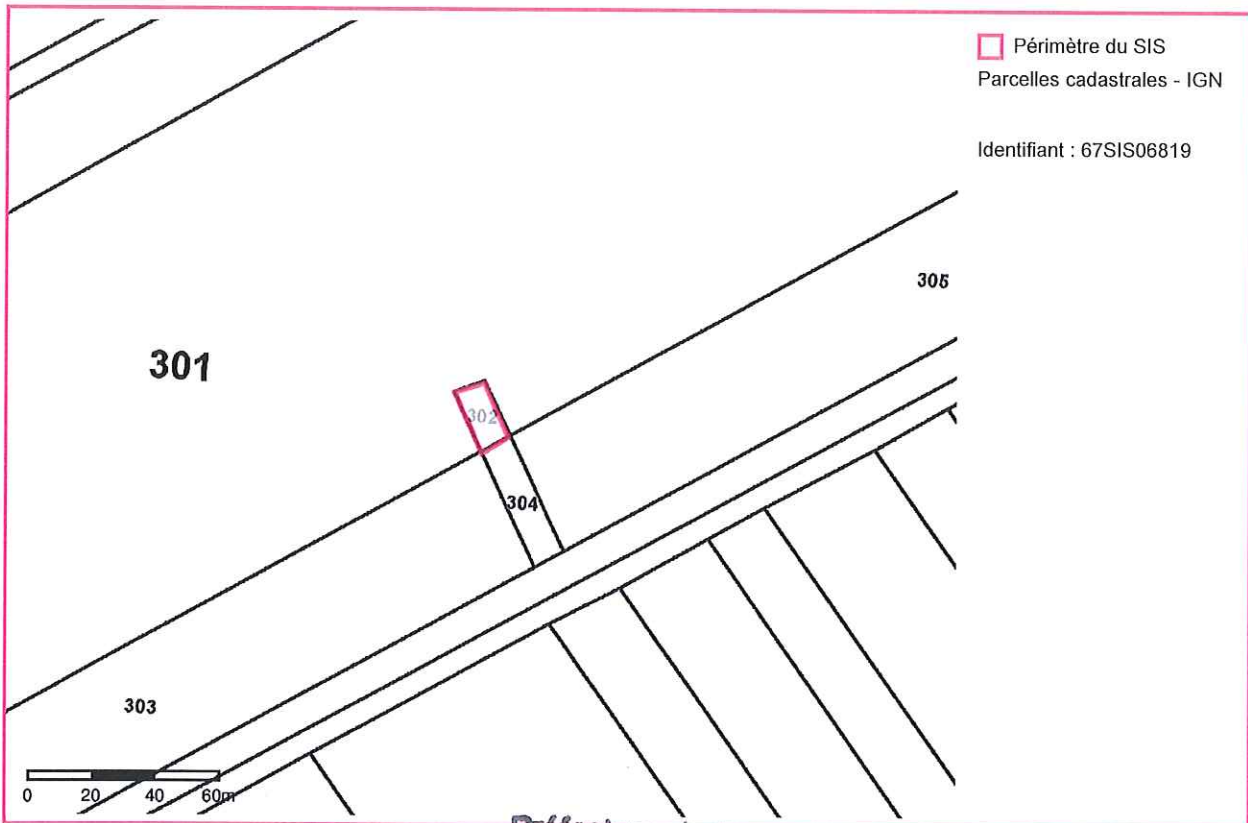 Périmètre du SIS
Parcelles cadastrales - IGN
Identifiant : 67SIS06819
305
301
302
304
303
0 20 40 60m